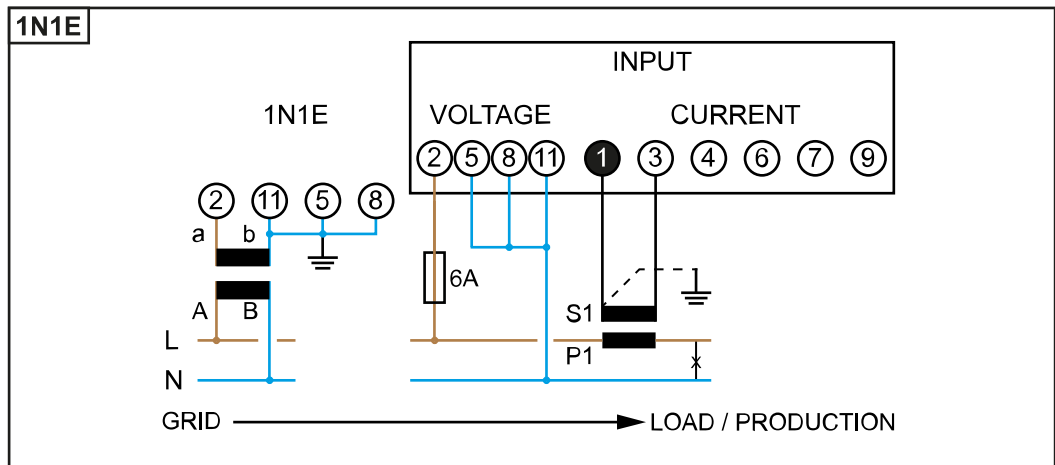 1N1E
INPUT
1N1E
VOLTAGE
CURRENT
2 5 8 11 1 3 4 6 7 9
2 11 5 8
a b
6A
A B
S1
P1
L
N
x
GRID
LOAD / PRODUCTION